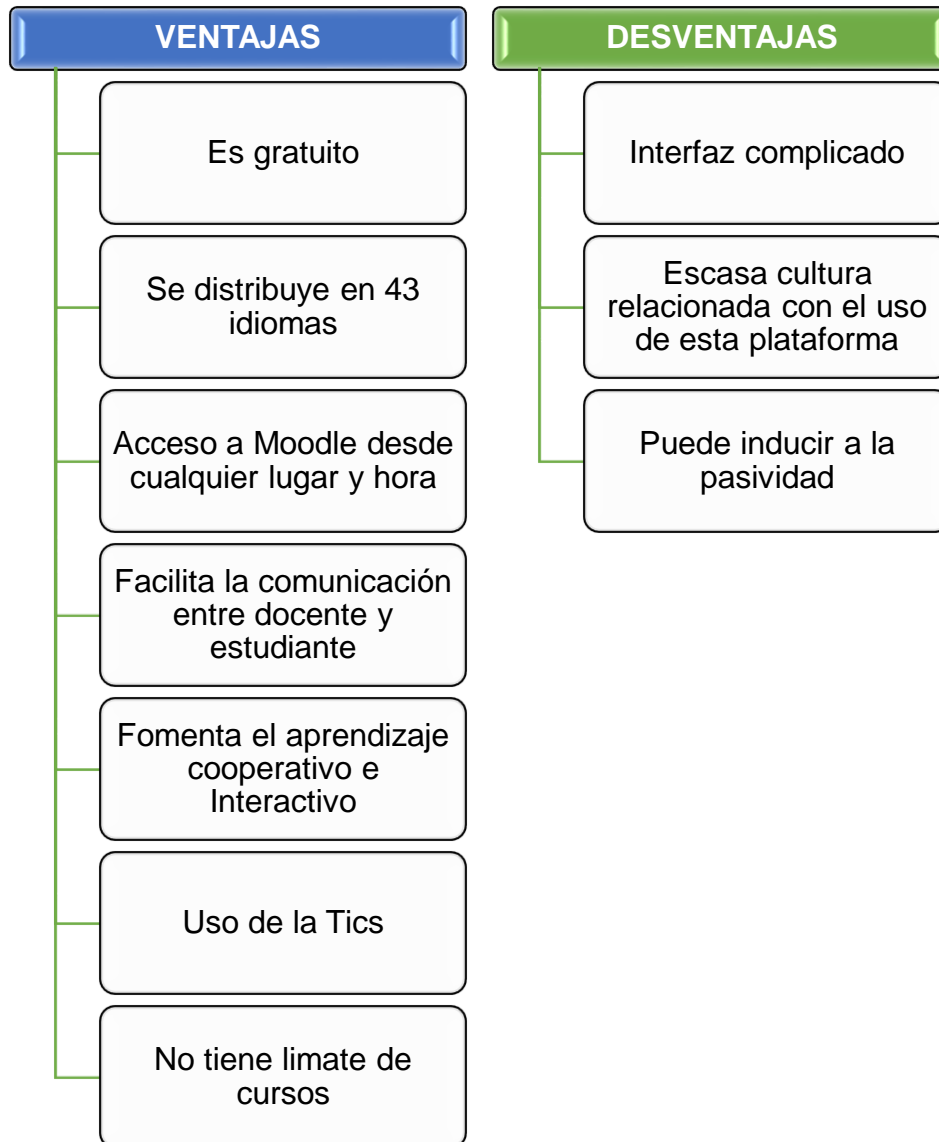 VENTAJAS
Es gratuito
Se distribuye en 43
idiomas
Acceso a Moodle desde
cualquier lugar y hora
Facilita la comunicación
entre docente y
estudiante
Fomenta el aprendizaje
cooperativo e
Interactivo
Uso de la Tics
No tiene limate de
cursos
DESVENTAJAS
Interfaz complicado
Escasa cultura
relacionada con el uso
de esta plataforma
Puede inducir a la
pasividad